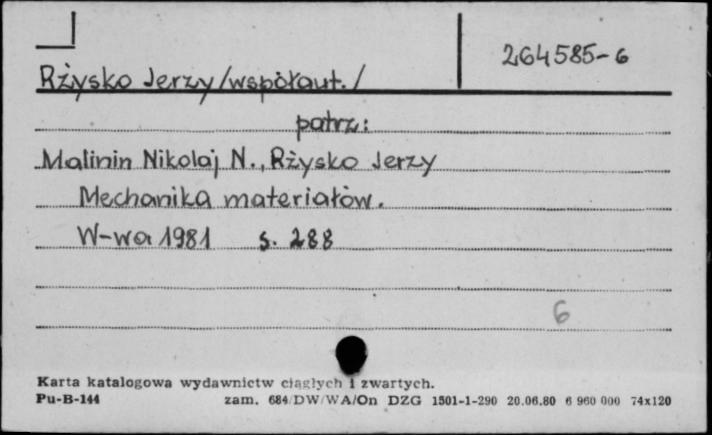 264585-6
Rżysko Jerzy /współaut./
patrz:
Malinin Nikolaj N., Rżysko Jerzy
Mechanika materiałów.
W-wa 1981 s. 288
6
Karta katalogowa wydawnictw ciągłych i zwartych.
Pu-B-144 zam. 684/DW/WA/On DZG 1501-1-290 20.06.80 6 960 000 74x120